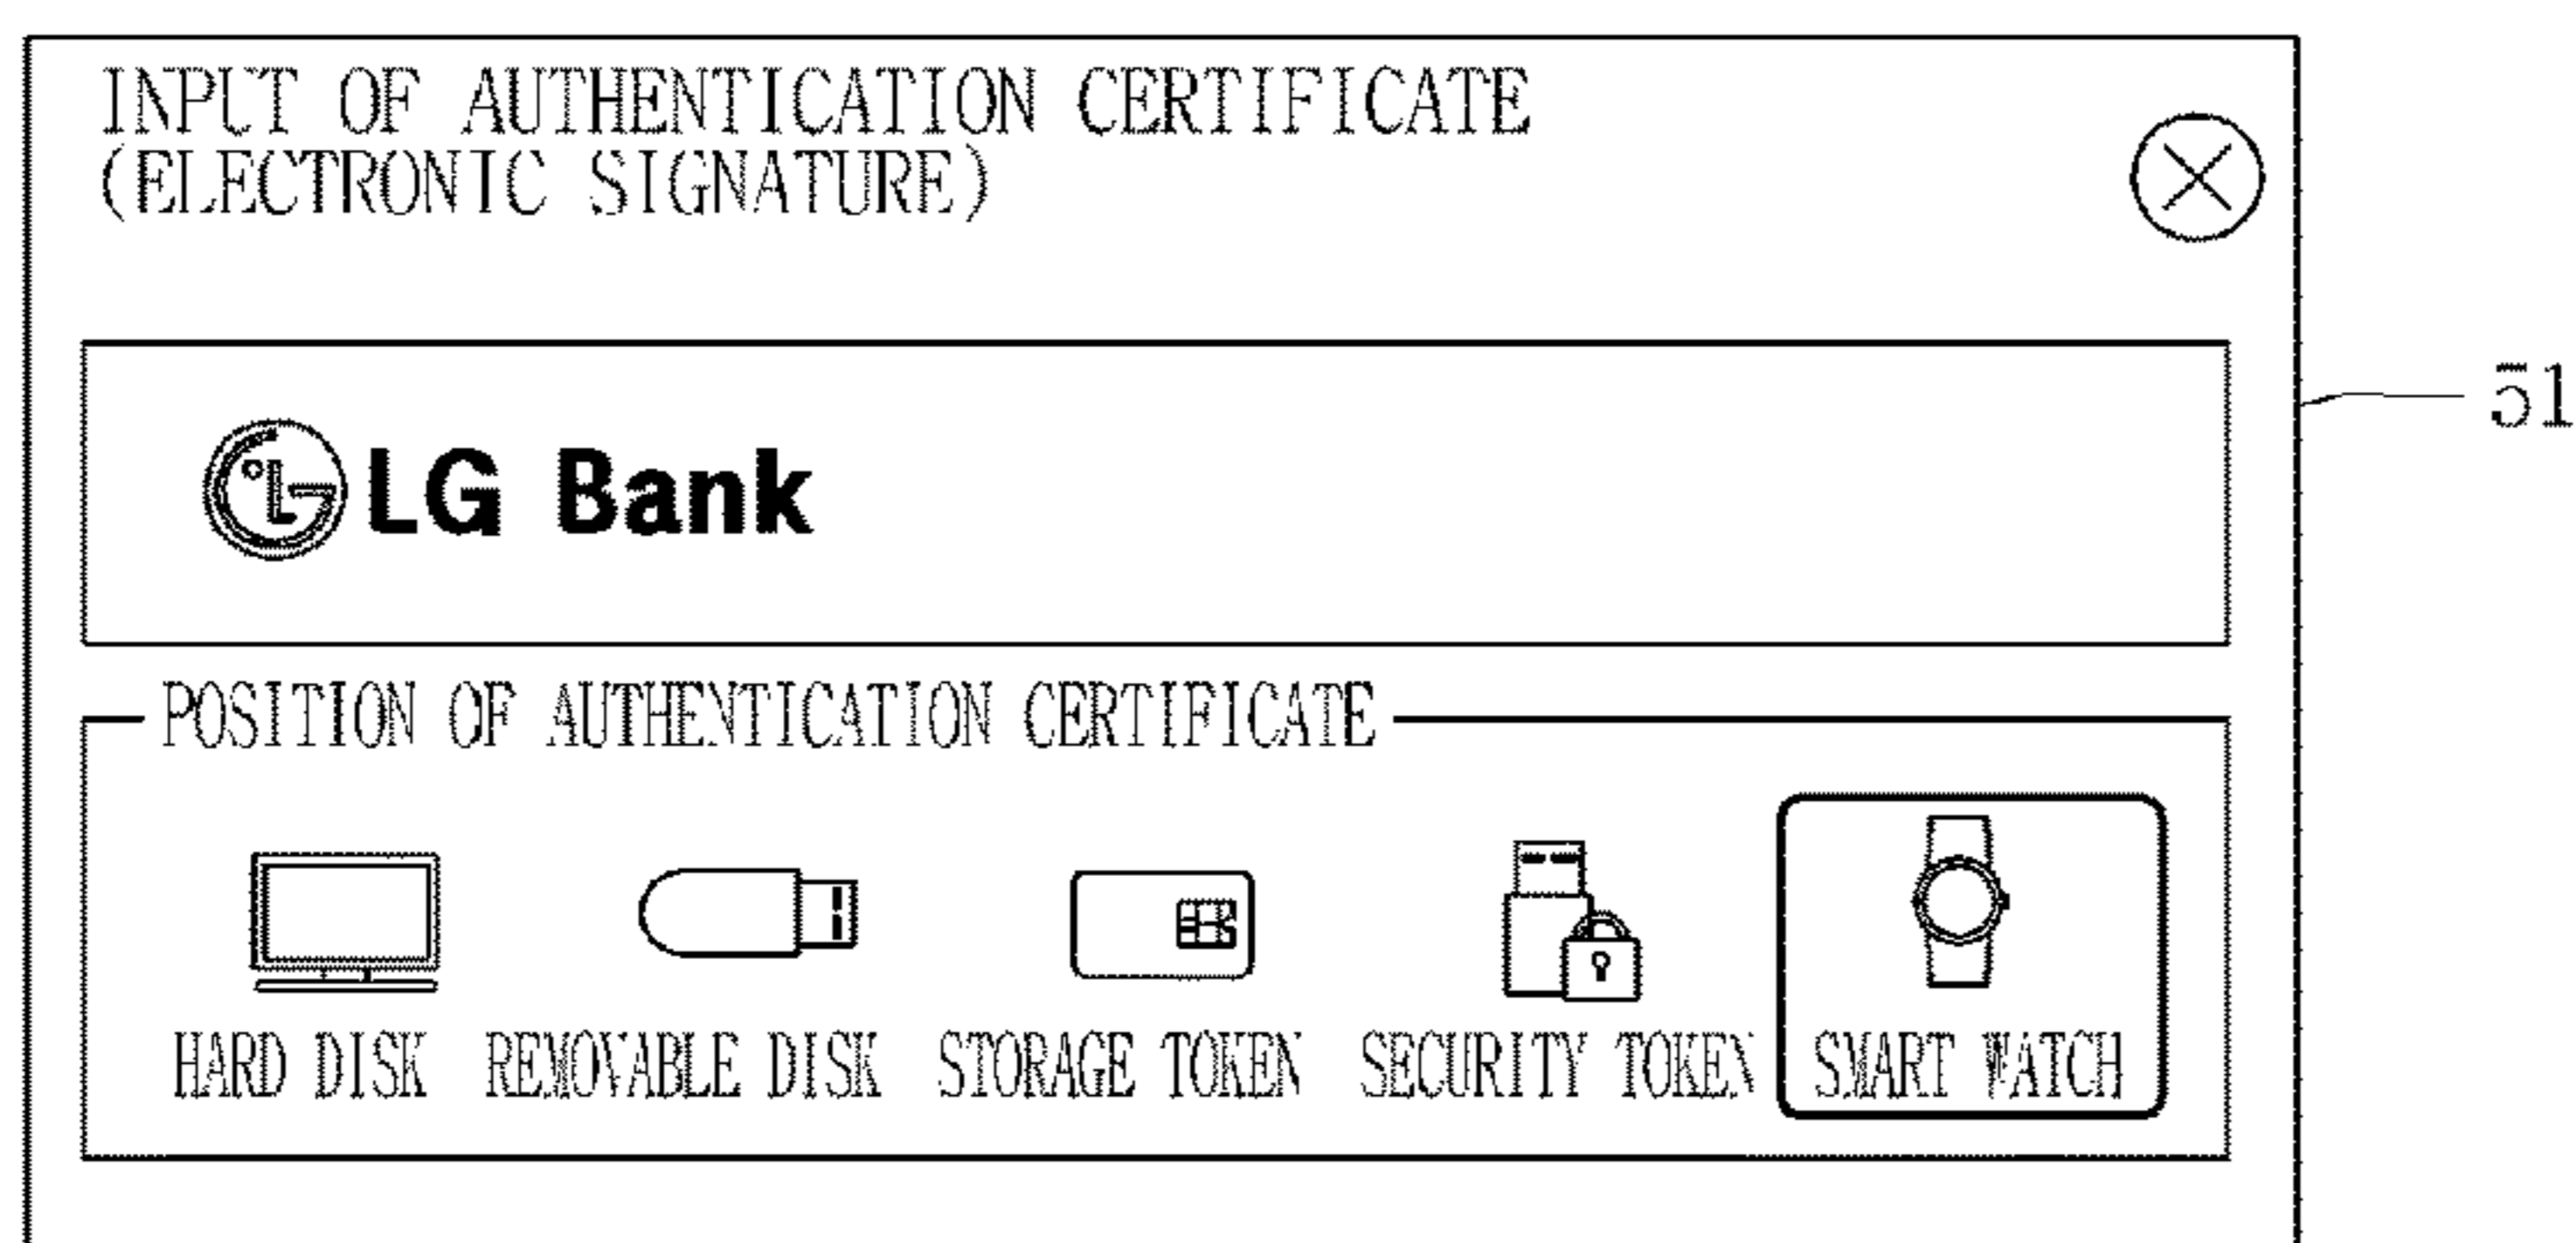 INPUT OF AUTHENTICATION CERTIFICATE
(ELECTRONIC SIGNATURE)
51
LG Bank
POSITION OF AUTHENTICATION CERTIFICATE
HARD DISK REMOVABLE DISK STORAGE TOKEN SECURITY TOKEN SMART WATCH